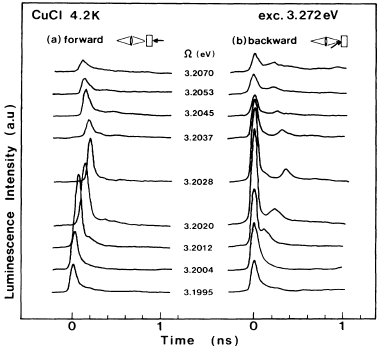 CuCl 4.2K
exc. 3.272eV
(a) forward
Ω (eV)
(b) backward
3.2070
3.2053
3.2045
3.2037
3.2028
3.2020
3.2012
3.2004
3.1995
Luminescence Intensity (a.u)
0 1 0 1
Time (ns)